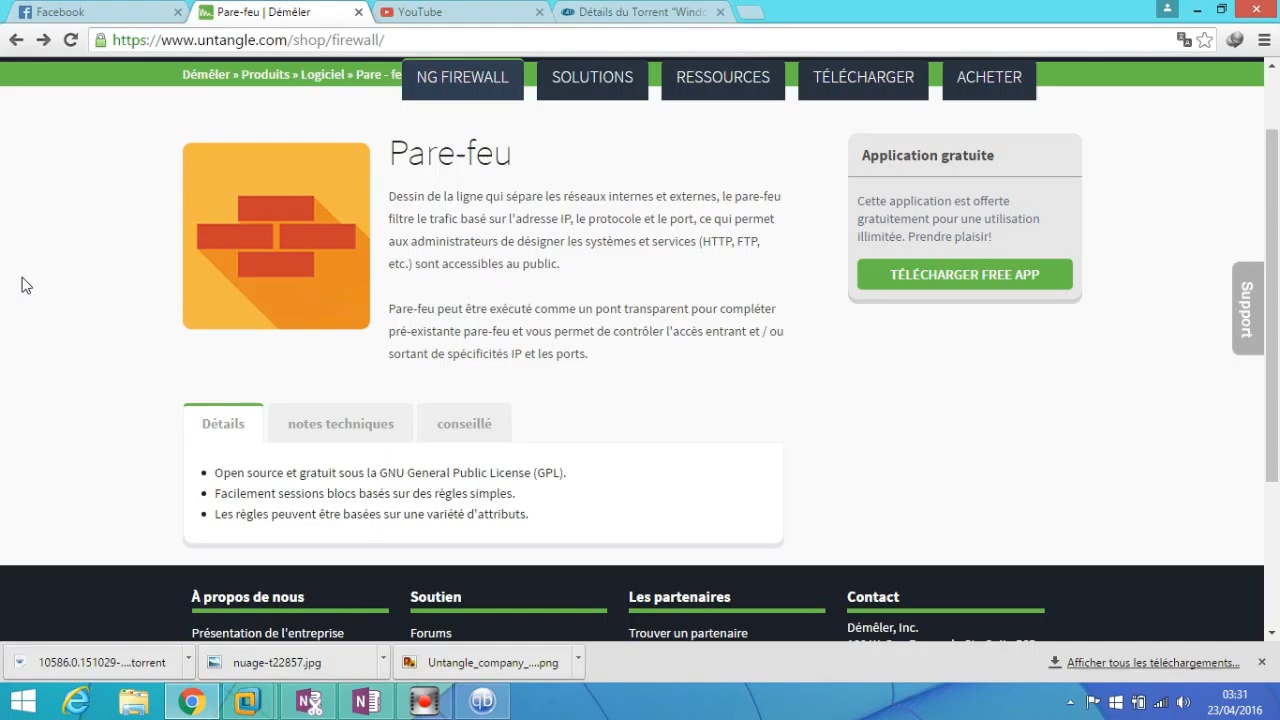 Facebook
Pare-feu | Démêler
YouTube
Détails du Torrent "Windo
https://www.untangle.com/shop/firewall/
Démêler » Produits » Logiciel » Pare - fe
NG FIREWALL
SOLUTIONS
RESSOURCES
TÉLÉCHARGER
ACHETER
Pare-feu
Dessin de la ligne qui sépare les réseaux internes et externes, le pare-feu
filtre le trafic basé sur l'adresse IP, le protocole et le port, ce qui permet
aux administrateurs de désigner les systèmes et services (HTTP, FTP,
etc.) sont accessibles au public.
Pare-feu peut être exécuté comme un pont transparent pour compléter
pré-existante pare-feu et vous permet de contrôler l'accès entrant et / ou
sortant de spécificités IP et les ports.
Application gratuite
Cette application est offerte
gratuitement pour une utilisation
illimitée. Prendre plaisir!
TÉLÉCHARGER FREE APP
Support
Détails
notes techniques
conseillé
Open source et gratuit sous la GNU General Public License (GPL).
Facilement sessions blocs basés sur des règles simples.
Les règles peuvent être basées sur une variété d'attributs.
À propos de nous
Soutien
Les partenaires
Contact
Présentation de l'entreprise
Forums
Trouver un partenaire
Démêler, Inc.
10586.0.151029-....torrent
nuage-t22857.jpg
Untangle_company_....png
Afficher tous les téléchargements...
03:31
23/04/2016